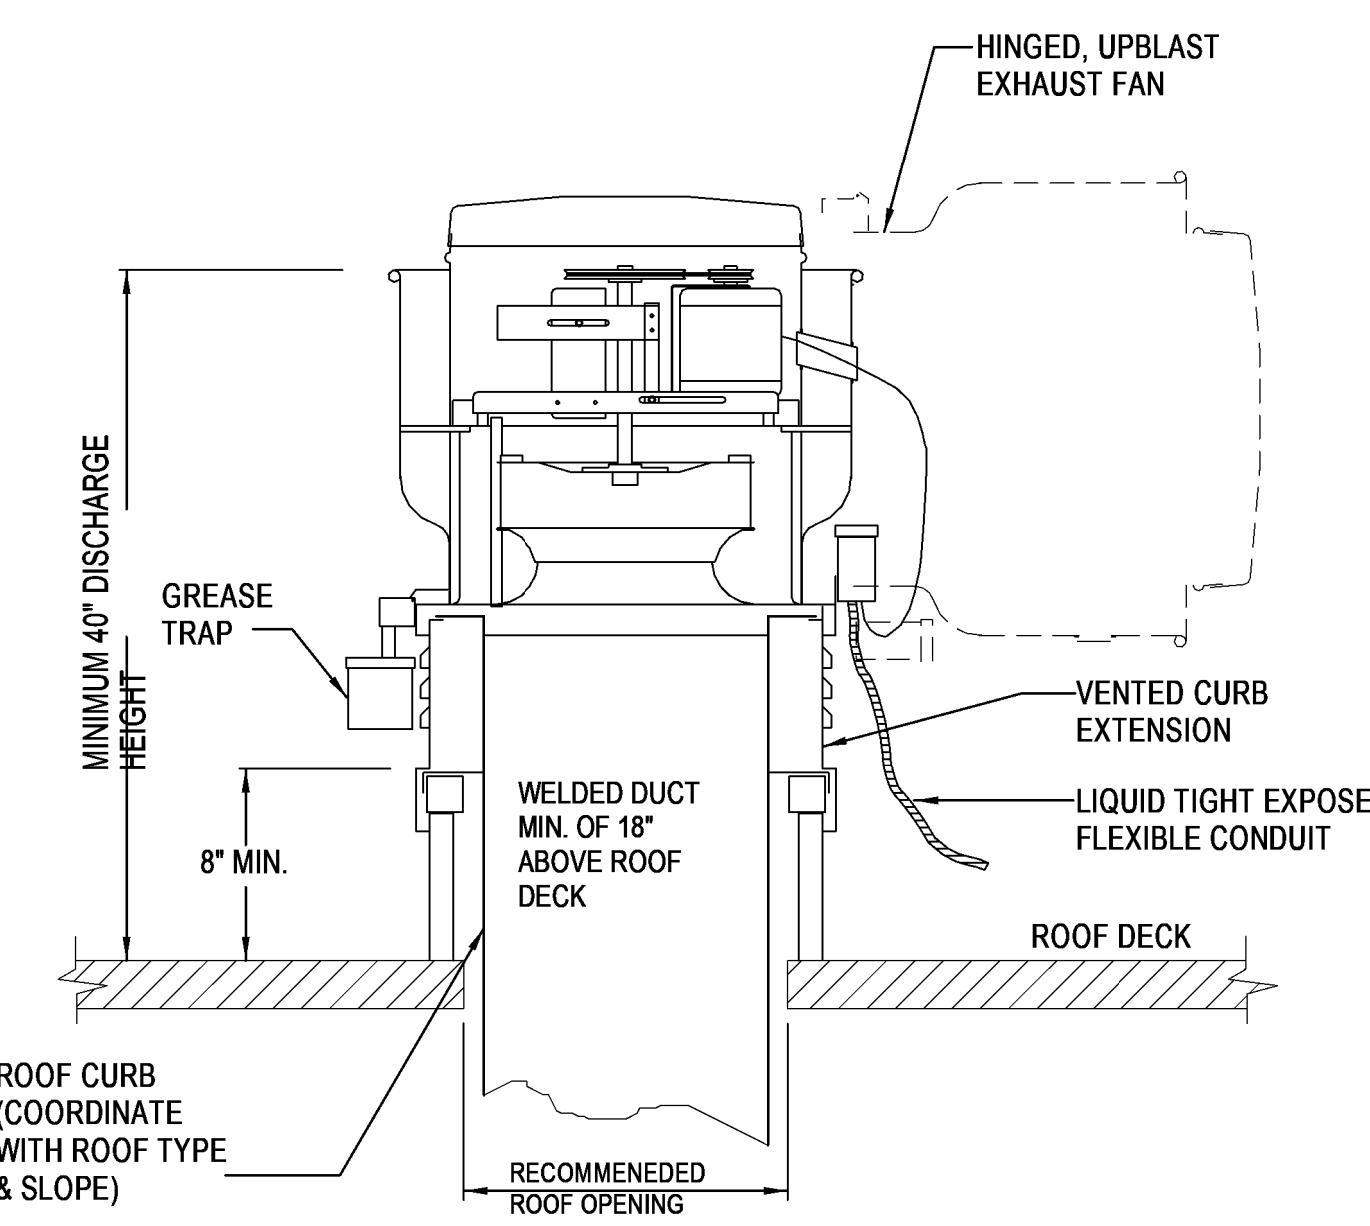 HINGED, UPBLAST
EXHAUST FAN
MINIMUM 40" DISCHARGE
HEIGHT
GREASE
TRAP
VENTED CURB
EXTENSION
WELDED DUCT
MIN. OF 18"
ABOVE ROOF
DECK
LIQUID TIGHT EXPOSE
FLEXIBLE CONDUIT
8" MIN.
ROOF DECK
ROOF CURB
(COORDINATE
WITH ROOF TYPE
& SLOPE)
RECOMMENEDED
ROOF OPENING